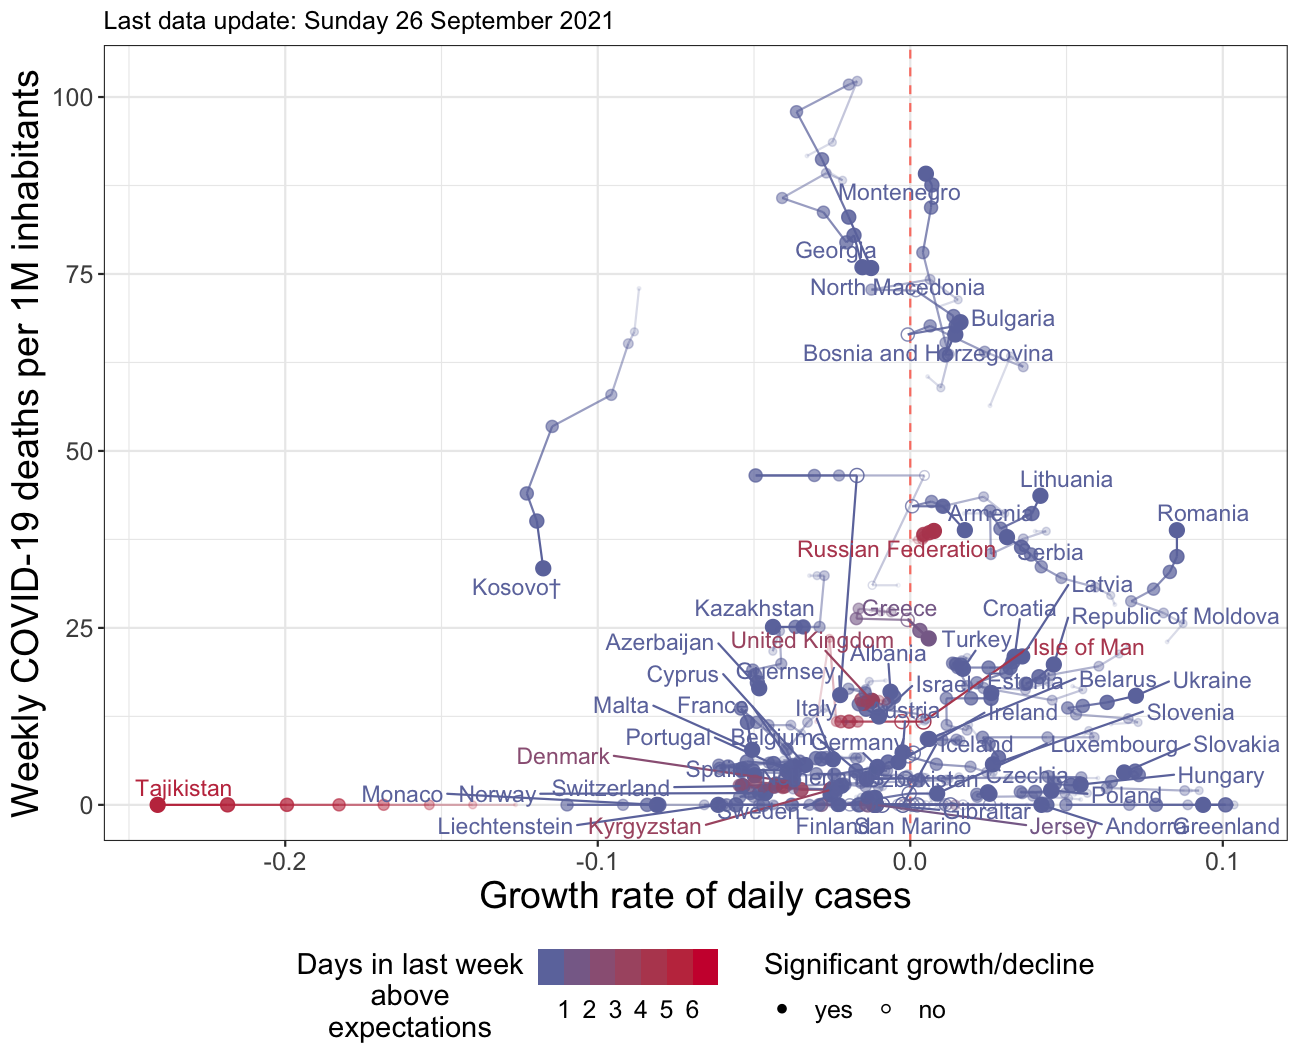 Last data update: Sunday 26 September 2021
Weekly COVID-19 deaths per 1M inhabitants
100
75
50
25
0
Montenegro
Georgia
North Macedonia
Bulgaria
Bosnia and Herzegovina
Lithuania
Armenia
Romania
Russian Federation
Serbia
Kosovo†
Latvia
Kazakhstan
Greece
Croatia
Republic of Moldova
Azerbaijan
United Kingdom
Turkey
Isle of Man
Albania
Cyprus
Guernsey
Israel
Estonia
Belarus
Ukraine
Malta
France
Italy
Austria
Ireland
Slovenia
Portugal
Belgium
Germany
Iceland
Luxembourg
Slovakia
Denmark
Spain
Czechia
Hungary
Tajikistan
Monaco
Norway
Switzerland
Poland
Sweden
Gibraltar
Liechtenstein
Kyrgyzstan
Finland
San Marino
Jersey
Andorra
Greenland
-0.2
-0.1
0.0
0.1
Growth rate of daily cases
Days in last week
above
expectations
1 2 3 4 5 6
Significant growth/decline
yes
no